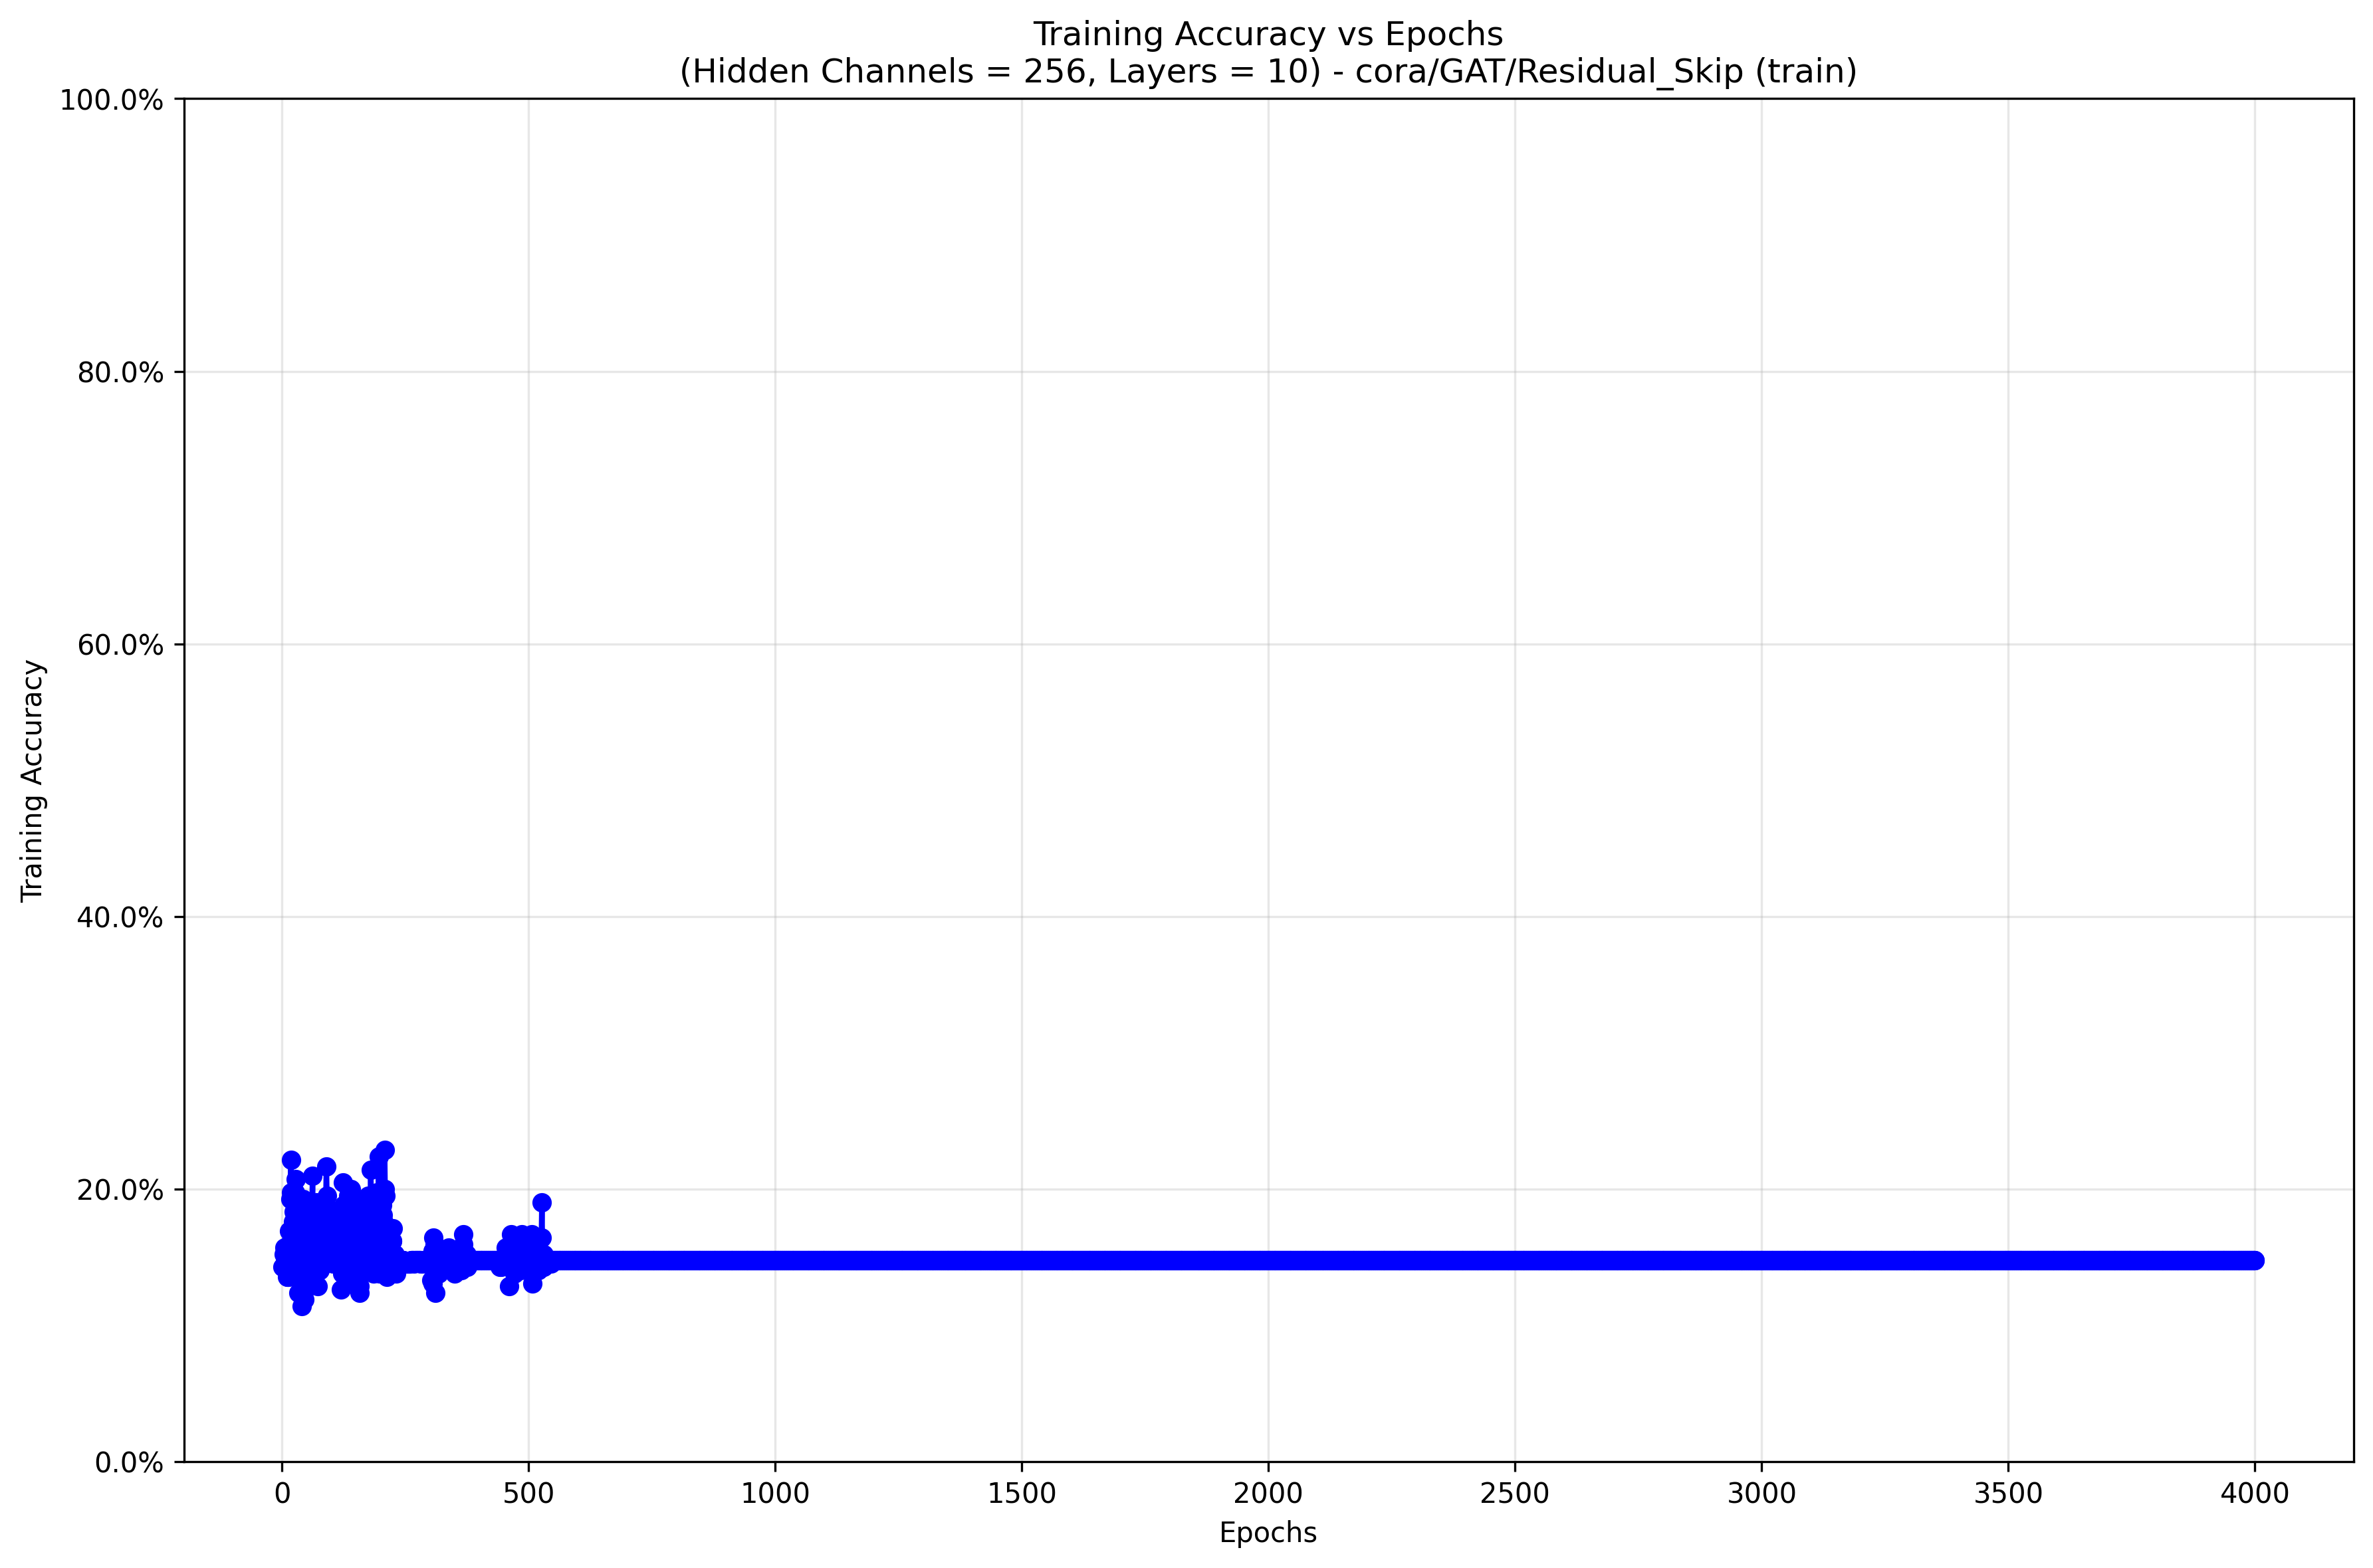 Training Accuracy vs Epochs
(Hidden Channels = 256, Layers = 10) - cora/GAT/Residual_Skip (train)
100.0%
80.0%
60.0%
40.0%
20.0%
0.0%
Training Accuracy
0 500 1000 1500 2000 2500 3000 3500 4000
Epochs